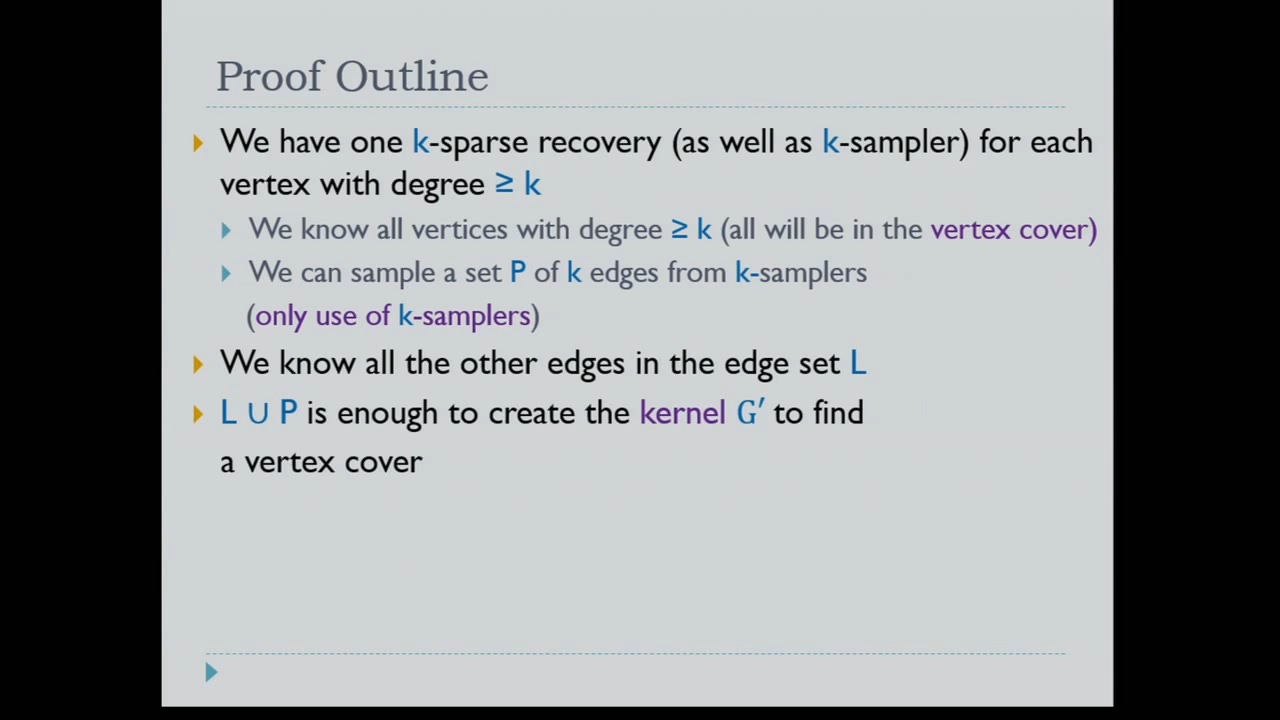 Proof Outline
We have one k-sparse recovery (as well as k-sampler) for each
vertex with degree ≥ k
We know all vertices with degree ≥ k (all will be in the vertex cover)
We can sample a set P of k edges from k-samplers
(only use of k-samplers)
We know all the other edges in the edge set L
L ∪ P is enough to create the kernel G′ to find
a vertex cover